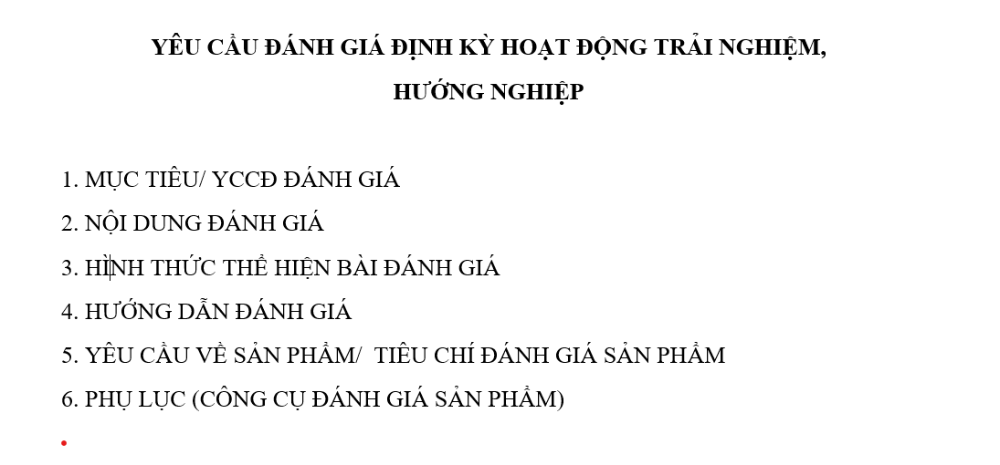 YÊU CẦU ĐÁNH GIÁ ĐỊNH KỲ HOẠT ĐỘNG TRẢI NGHIỆM,
HƯỚNG NGHIỆP
1. MỤC TIÊU/ YCCĐ ĐÁNH GIÁ
2. NỘI DUNG ĐÁNH GIÁ
3. HÌNH THỨC THỂ HIỆN BÀI ĐÁNH GIÁ
4. HƯỚNG DẪN ĐÁNH GIÁ
5. YÊU CẦU VỀ SẢN PHẨM/  TIÊU CHÍ ĐÁNH GIÁ SẢN PHẨM
6. PHỤ LỤC (CÔNG CỤ ĐÁNH GIÁ SẢN PHẨM)